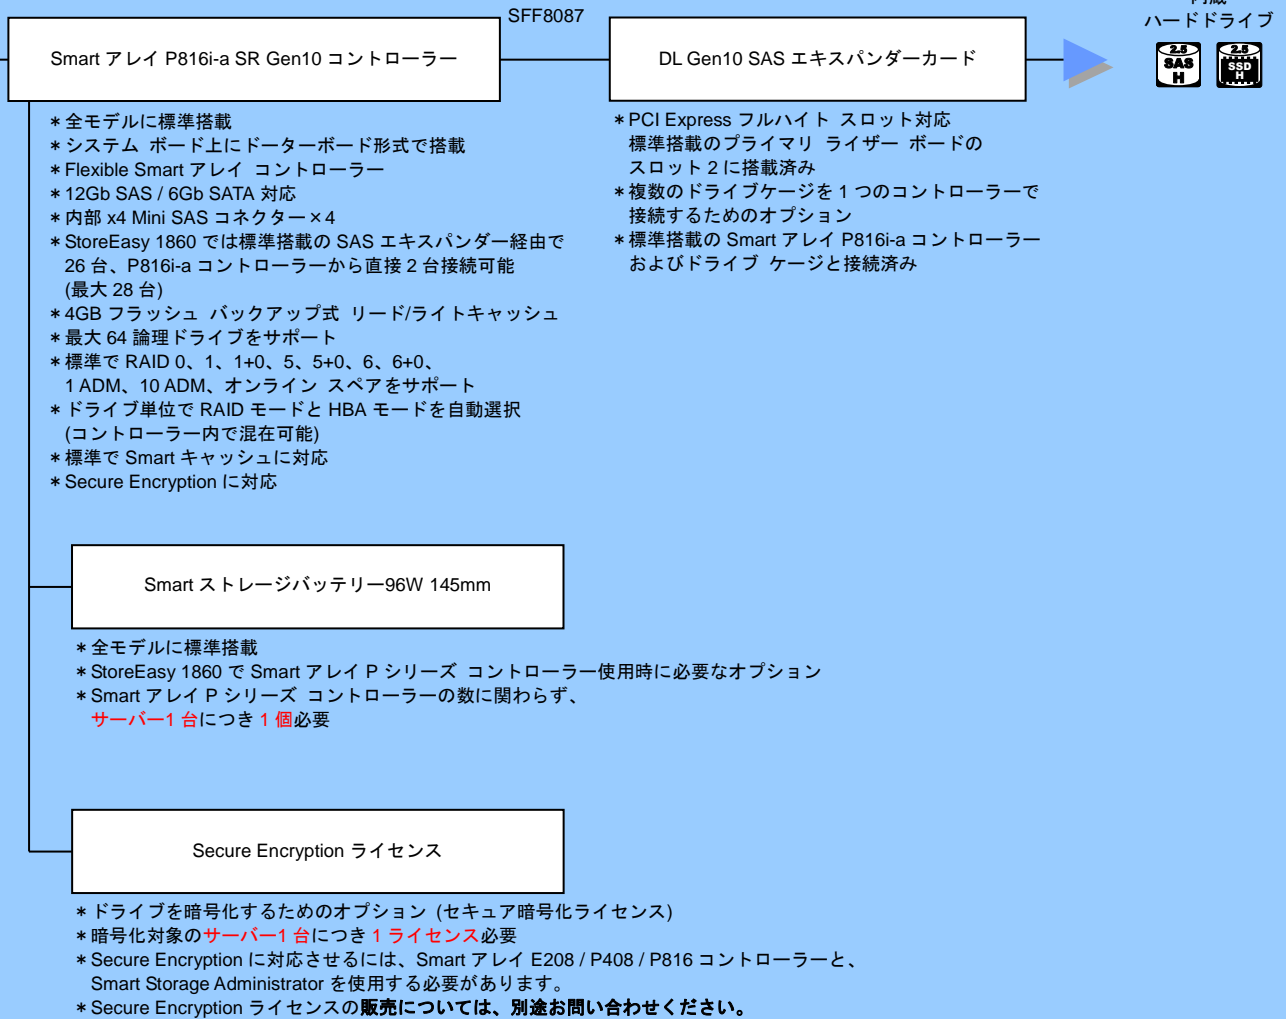 SFF8087
ハードドライブ
Smart アレイ P816i-a SR Gen10 コントローラー
DL Gen10 SAS エキスパンダーカード
2.5
SAS
H
2.5
SSD
H
＊全モデルに標準搭載
＊システム ボード上にドーターボード形式で搭載
＊Flexible Smart アレイ コントローラー
＊12Gb SAS / 6Gb SATA 対応
＊内部 x4 Mini SAS コネクター×4
＊StoreEasy 1860 では標準搭載の SAS エキスパンダー経由で
26 台、P816i-a コントローラーから直接 2 台接続可能
(最大 28 台)
＊4GB フラッシュ バックアップ式 リード/ライトキャッシュ
＊最大 64 論理ドライブをサポート
＊標準で RAID 0、1、1+0、5、5+0、6、6+0、
1 ADM、10 ADM、オンライン スペアをサポート
＊ドライブ単位で RAID モードと HBA モードを自動選択
(コントローラー内で混在可能)
＊標準で Smart キャッシュに対応
＊Secure Encryption に対応
＊PCI Express フルハイト スロット対応
標準搭載のプライマリ ライザー ボードの
スロット 2 に搭載済み
＊複数のドライブケージを 1 つのコントローラーで
接続するためのオプション
＊標準搭載の Smart アレイ P816i-a コントローラー
およびドライブ ケージと接続済み
Smart ストレージバッテリー96W 145mm
＊全モデルに標準搭載
＊StoreEasy 1860 で Smart アレイ P シリーズ コントローラー使用時に必要なオプション
＊Smart アレイ P シリーズ コントローラーの数に関わらず、
サーバー1 台につき 1 個必要
Secure Encryption ライセンス
＊ドライブを暗号化するためのオプション (セキュア暗号化ライセンス)
＊暗号化対象のサーバー1 台につき 1 ライセンス必要
＊Secure Encryption に対応させるには、Smart アレイ E208 / P408 / P816 コントローラーと、
Smart Storage Administrator を使用する必要があります。
＊Secure Encryption ライセンスの販売については、別途お問い合わせください。